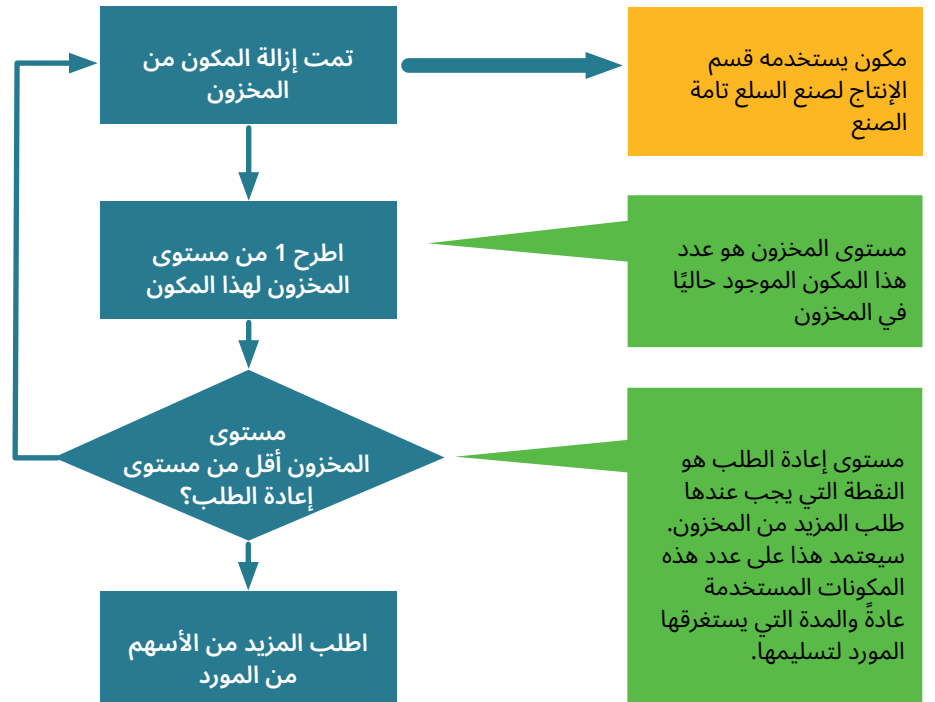 تمت إزالة المكون من
المخزون
مكون يستخدمه قسم
الإنتاج لصنع السلع تامة
الصنع
اطرح 1 من مستوى
المخزون لهذا المكون
مستوى المخزون هو عدد
هذا المكون الموجود حاليًا
في المخزون
مستوى
المخزون أقل من مستوى
إعادة الطلب؟
مستوى إعادة الطلب هو
النقطة التي يجب عندها
طلب المزيد من المخزون.
سيعتمد هذا على عدد هذه
المكونات المستخدمة
عادةً والمدة التي يستغرقها
المورد لتسليمها.
اطلب المزيد من الأسهم
من المورد